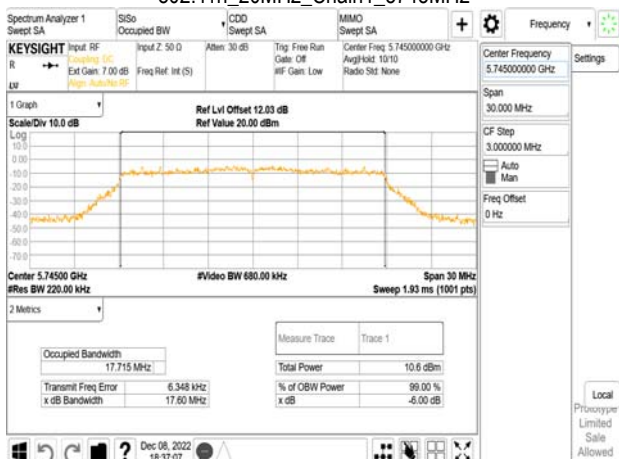 802.11n_20MHz_Chain1_5745MHz
Spectrum Analyzer 1
Swept SA
SISo
Occupied BW
CDD
Swept SA
MIMO
Swept SA
Frequency
KEYSIGHT
R
Input: RF
Coupling: DC
Ext Gain: 7.00 dB
Align: Auto/No RF
Input Z: 50 Ω
Freq Ref: Int (S)
Atten: 30 dB
Trig: Free Run
Gate: Off
#IF Gain: Low
Center Freq: 5.745000000 GHz
Avg|Hold: 10/10
Radio Std: None
Center Frequency
5.745000000 GHz
Settings
Span
30.000 MHz
CF Step
3.000000 MHz
Auto
Man
Freq Offset
0 Hz
1 Graph
Scale/Div 10.0 dB
Ref Lvl Offset 12.03 dB
Ref Value 20.00 dBm
Log
10.0
0.00
-10.0
-20.0
-30.0
-40.0
-50.0
-60.0
-70.0
Center 5.74500 GHz
#Video BW 680.00 kHz
Span 30 MHz
#Res BW 220.00 kHz
Sweep 1.93 ms (1001 pts)
2 Metrics
Measure Trace
Trace 1
Occupied Bandwidth
17.715 MHz
Total Power
10.6 dBm
Transmit Freq Error
6.348 kHz
% of OBW Power
99.00 %
x dB Bandwidth
17.60 MHz
x dB
-6.00 dB
Local
Prototype
Limited
Sale
Allowed
?
Dec 08, 2022
18:37:07